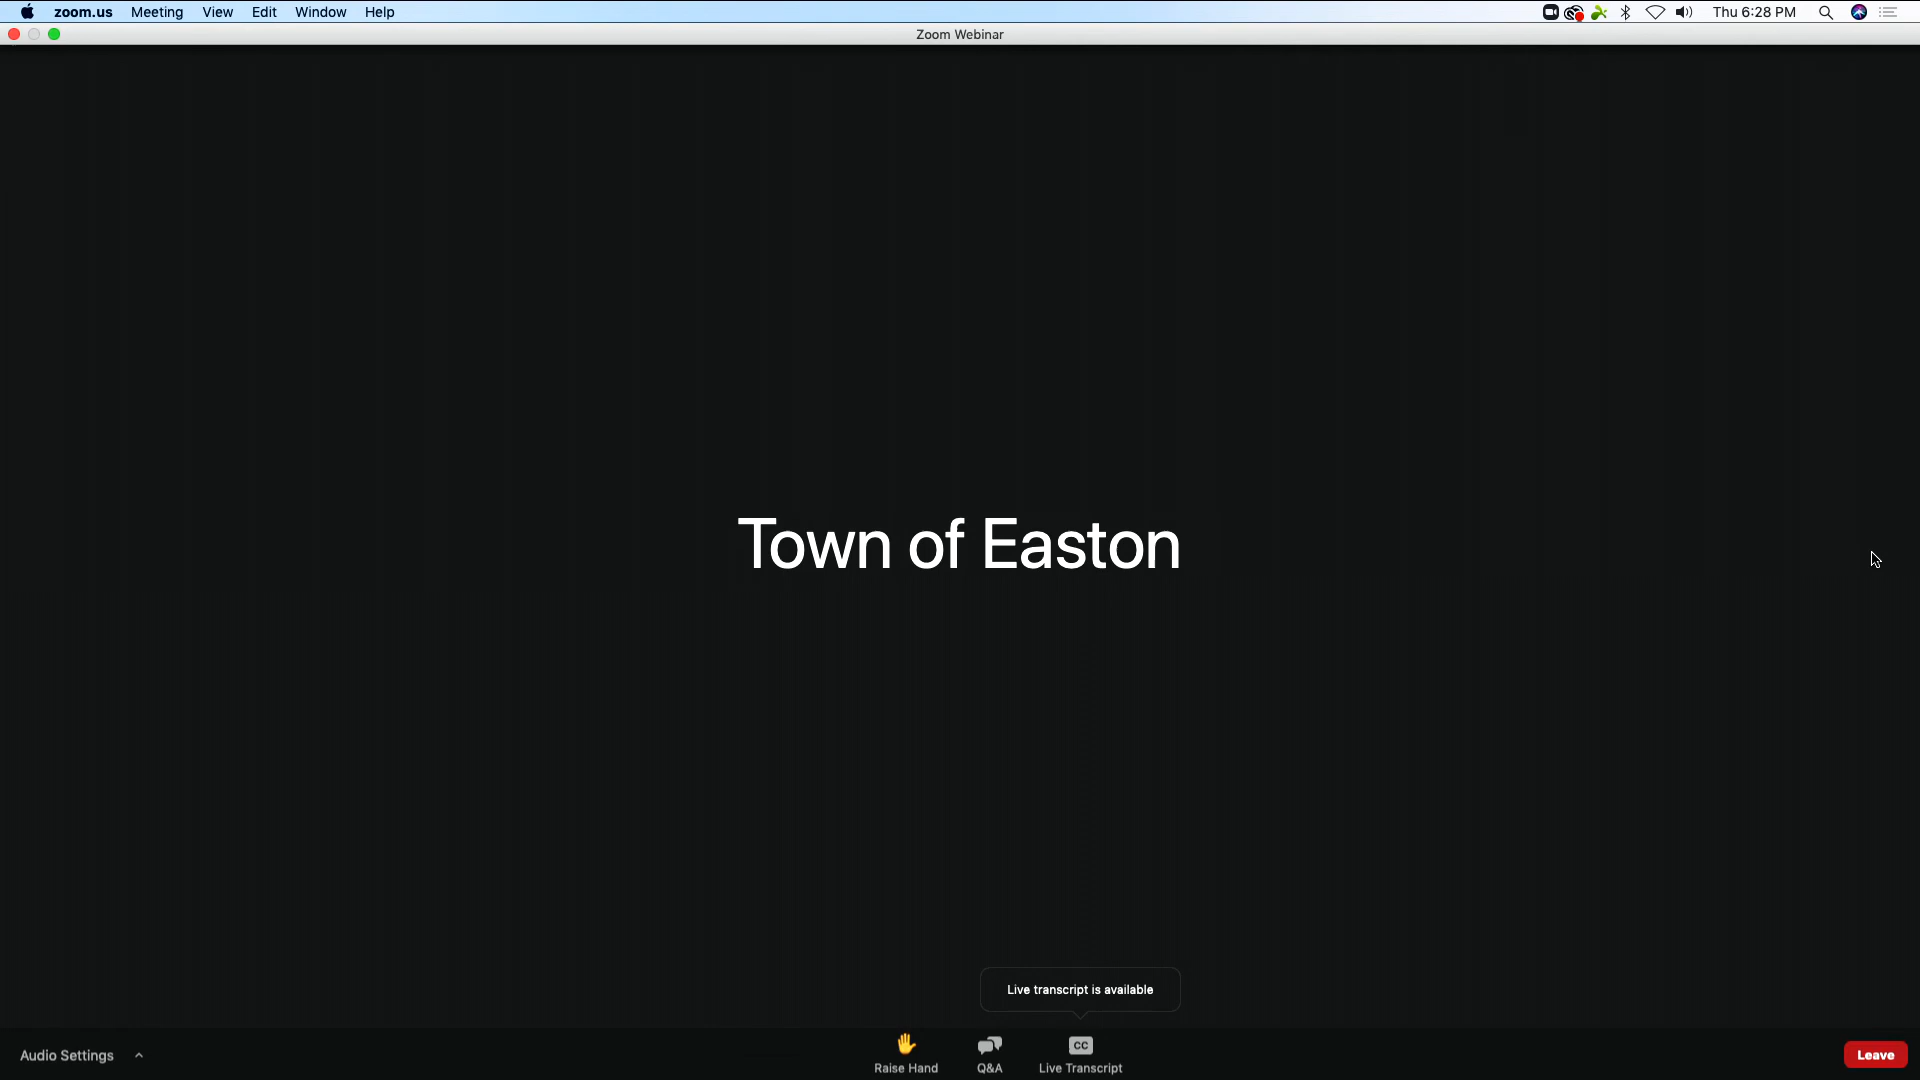 zoom.us Meeting View Edit Window Help Thu 6:28 PM
Zoom Webinar
Town of Easton
Live transcript is available
Audio Settings
CC
Raise Hand Q&A Live Transcript
Leave